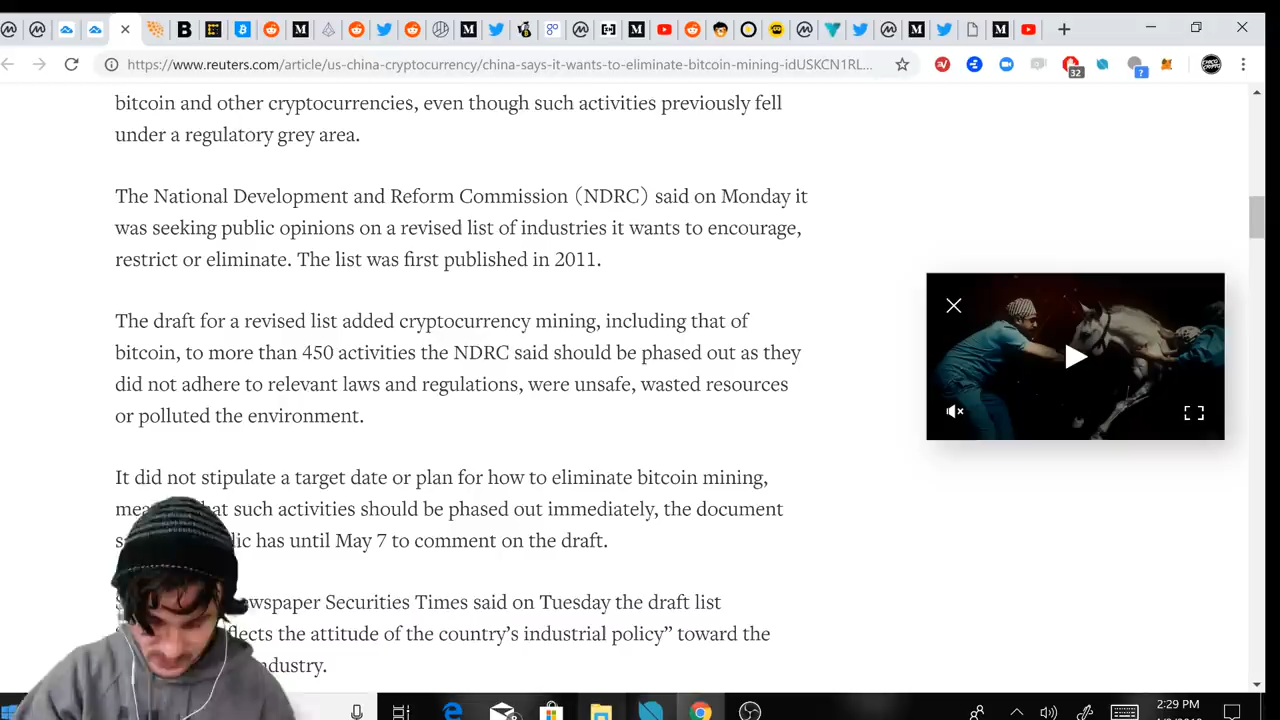 https://www.reuters.com/article/us-china-cryptocurrency/china-says-it-wants-to-eliminate-bitcoin-mining-idUSKCN1RL...
32
?
bitcoin and other cryptocurrencies, even though such activities previously fell
under a regulatory grey area.
The National Development and Reform Commission (NDRC) said on Monday it
was seeking public opinions on a revised list of industries it wants to encourage,
restrict or eliminate. The list was first published in 2011.
The draft for a revised list added cryptocurrency mining, including that of
bitcoin, to more than 450 activities the NDRC said should be phased out as they
did not adhere to relevant laws and regulations, were unsafe, wasted resources
or polluted the environment.
It did not stipulate a target date or plan for how to eliminate bitcoin mining,
such activities should be phased out immediately, the document
has until May 7 to comment on the draft.
Securities Times said on Tuesday the draft list
the attitude of the country's industrial policy” toward the
2:29 PM